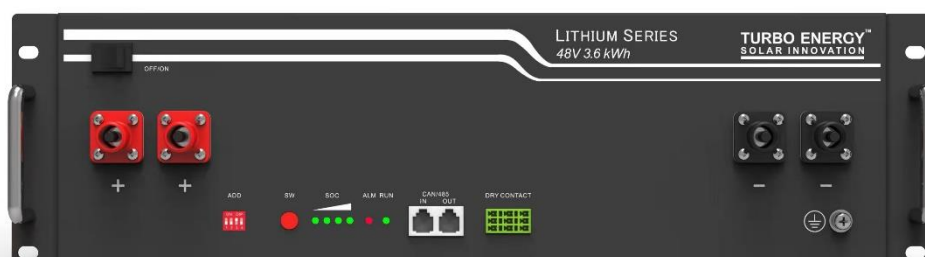 LITHIUM SERIES
48V 3.6 kWh
TURBO ENERGY™
SOLAR INNOVATION
OFF/ON
+ +
- -
ADD
SW
SOC
ALM RUN
CAN/485
IN OUT
DRY CONTACT